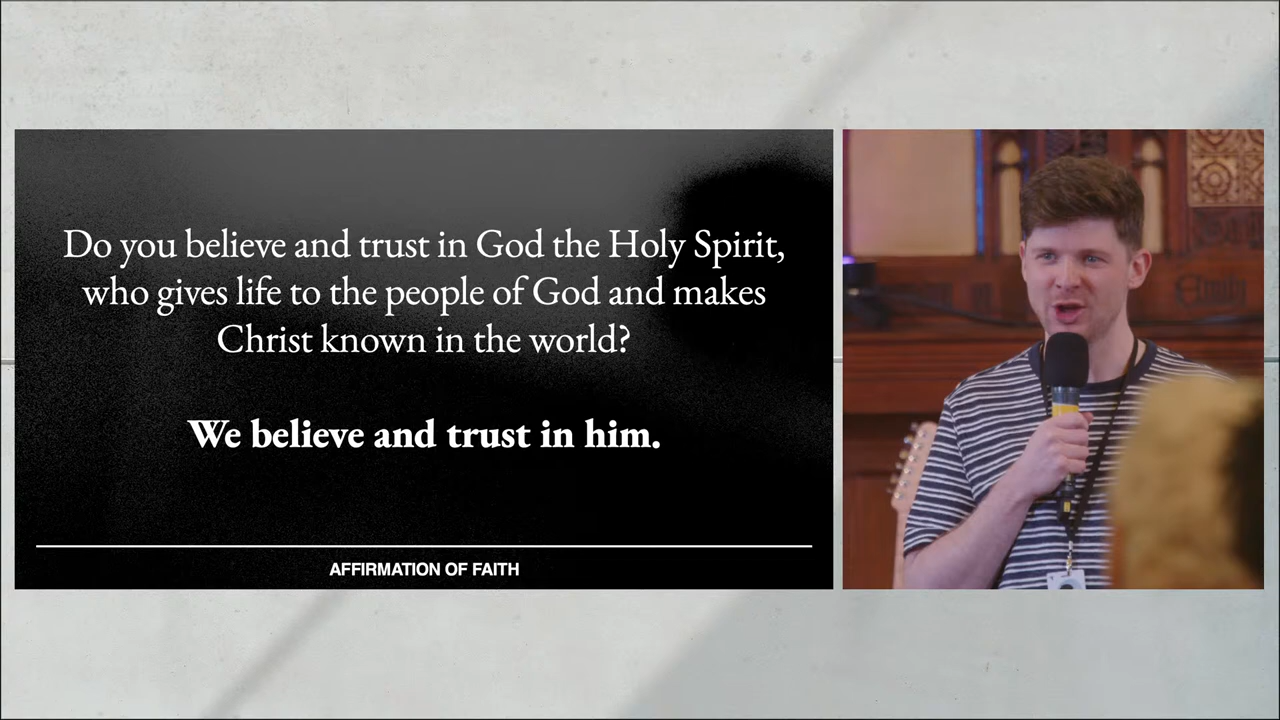 Do you believe and trust in God the Holy Spirit,
who gives life to the people of God and makes
Christ known in the world?
We believe and trust in him.
AFFIRMATION OF FAITH